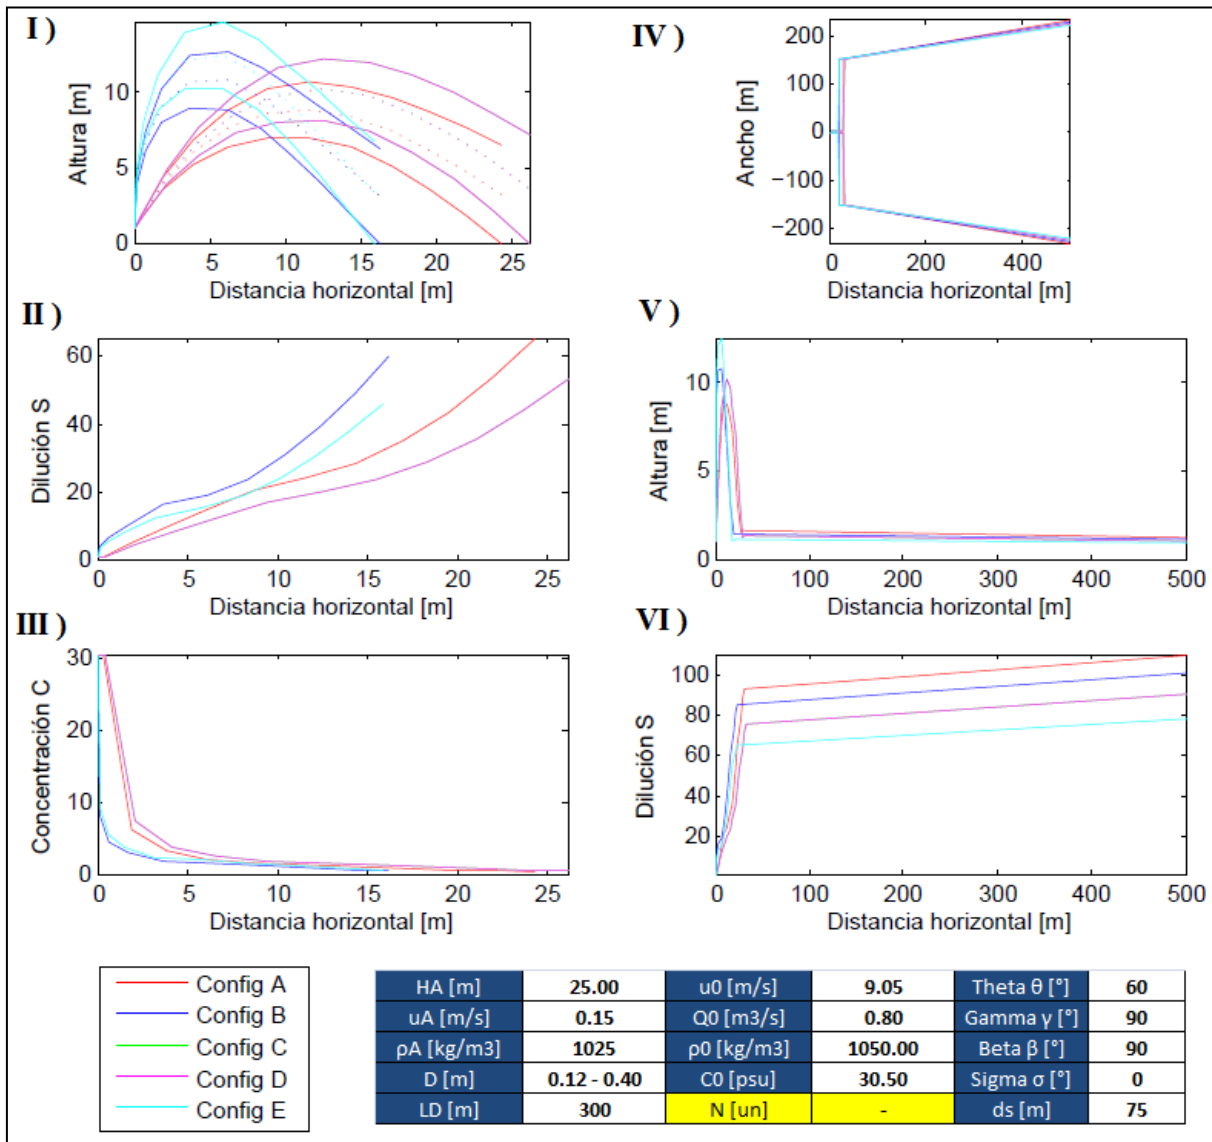 I )
10
5
0
Altura [m]
0 5 10 15 20 25
Distancia horizontal [m]
IV )
200
100
0
−100
−200
Ancho [m]
0 200 400
Distancia horizontal [m]
II )
60
40
20
0
Dilución S
0 5 10 15 20 25
Distancia horizontal [m]
V )
10
5
0
Altura [m]
0 100 200 300 400 500
Distancia horizontal [m]
III )
30
20
10
0
Concentración C
0 5 10 15 20 25
Distancia horizontal [m]
VI )
100
80
60
40
20
Dilución S
0 100 200 300 400 500
Distancia horizontal [m]
Config A
Config B
Config C
Config D
Config E
HA [m] 25.00 u0 [m/s] 9.05 Theta θ [°] 60
uA [m/s] 0.15 Q0 [m3/s] 0.80 Gamma γ [°] 90
ρA [kg/m3] 1025 ρ0 [kg/m3] 1050.00 Beta β [°] 90
D [m] 0.12 - 0.40 C0 [psu] 30.50 Sigma σ [°] 0
LD [m] 300 N [un] - ds [m] 75